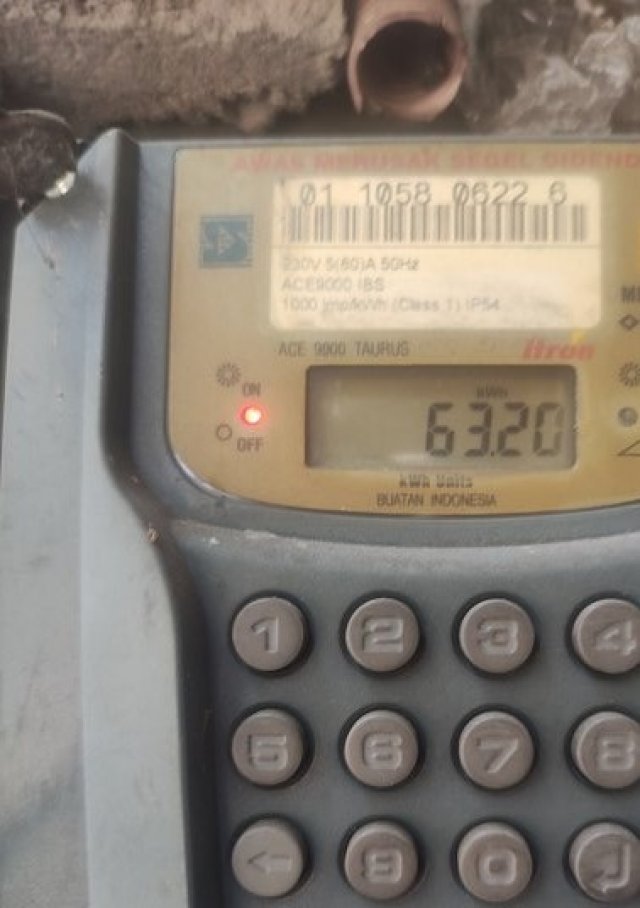 AWAS MERUSAK SEGEL DIDEND
01 1058 0622 6
230V 5(60)A 50Hz
ACE9000 IBS
1000 imp/kWh (Class 1) IP54
ACE 9000 TAURUS
itron
ON
OFF
kWh
63.20
kWh Units
BUATAN INDONESIA
1 2 3 4
5 6 7 8
← 9 0